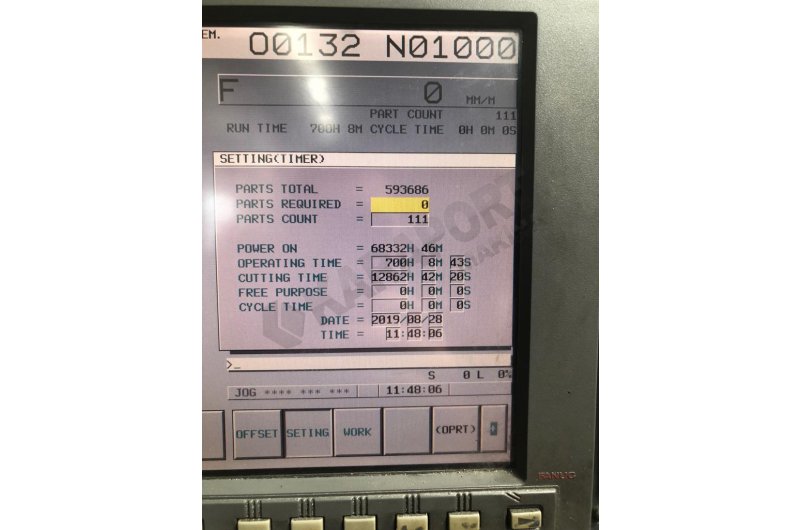 EM.
O0132 N01000
F 0 MM/M
PART COUNT 111
RUN TIME 700H 8M CYCLE TIME 0H 0M 0S
SETTING(TIMER)
PARTS TOTAL = 593686
PARTS REQUIRED = 0
PARTS COUNT = 111
POWER ON = 68332H 46M
OPERATING TIME = 700H 8M 43S
CUTTING TIME = 12862H 42M 20S
FREE PURPOSE = 0H 0M 0S
CYCLE TIME = 0H 0M 0S
DATE = 2019/08/28
TIME = 11:48:06
>_
S 0 L 0%
JOG **** *** *** 11:48:06
OFFSET SETING WORK (OPRT)
FANUC